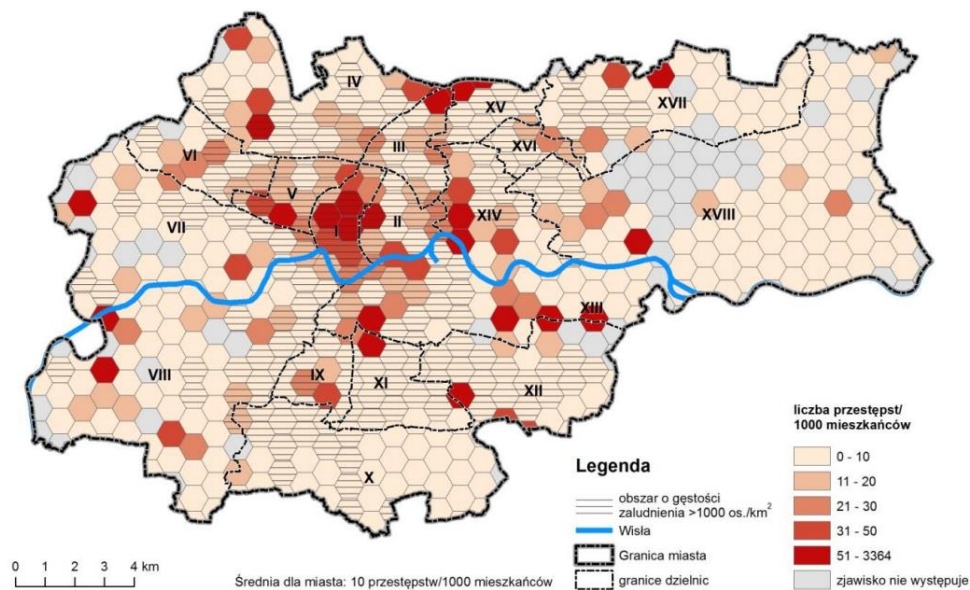 IV
XV
XVII
III
XVI
VI
V
VII
II
XIV
XVIII
I
XIII
VIII
IX
XI
XII
X
Legenda
obszar o gęstości
zaludnienia >1000 os./km²
Wisła
Granica miasta
granice dzielnic
liczba przestępst/
1000 mieszkańców
0 - 10
11 - 20
21 - 30
31 - 50
51 - 3364
zjawisko nie występuje
0 1 2 3 4 km
Średnia dla miasta: 10 przestępstw/1000 mieszkańców